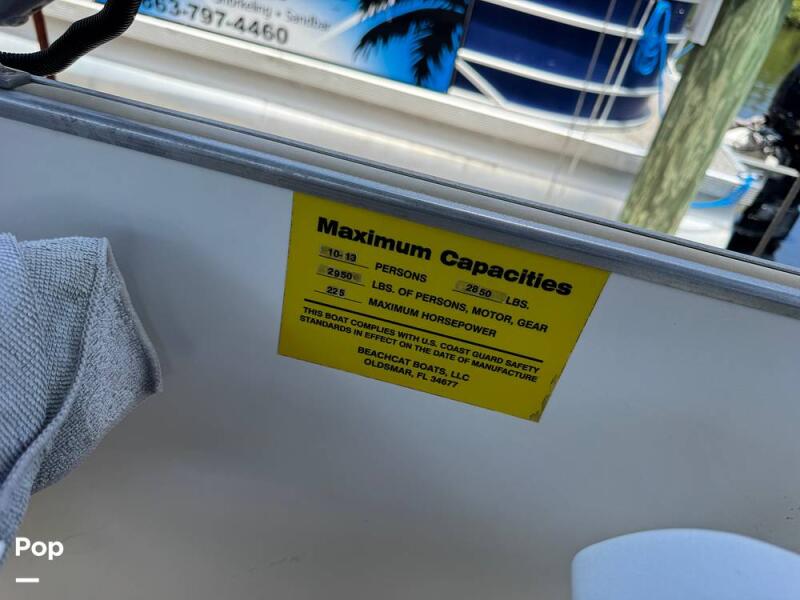 Snorkeling • Sandbar
863-797-4460
Maximum Capacities
10-13 PERSONS 2850 LBS.
2950 LBS. OF PERSONS, MOTOR, GEAR
225 MAXIMUM HORSEPOWER
THIS BOAT COMPLIES WITH U.S. COAST GUARD SAFETY
STANDARDS IN EFFECT ON THE DATE OF MANUFACTURE
BEACHCAT BOATS, LLC
OLDSMAR, FL 34677
Pop